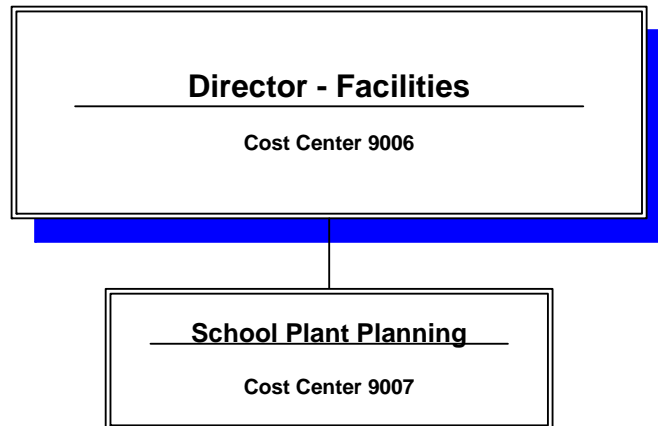 Director - Facilities
Cost Center 9006
School Plant Planning
Cost Center 9007